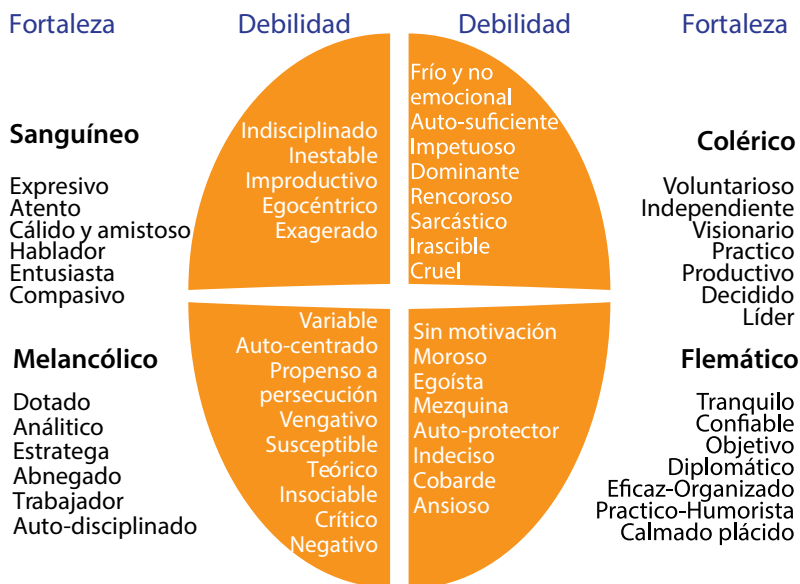 Fortaleza
Debilidad
Debilidad
Fortaleza
Sanguíneo
Expresivo
Atento
Cálido y amistoso
Hablador
Entusiasta
Compasivo
Indisciplinado
Inestable
Improductivo
Egocéntrico
Exagerado
Frío y no
emocional
Auto-suficiente
Impetuoso
Dominante
Rencoroso
Sarcástico
Irascible
Cruel
Colérico
Voluntarioso
Independiente
Visionario
Practico
Productivo
Decidido
Líder
Melancólico
Dotado
Análitico
Estratega
Abnegado
Trabajador
Auto-disciplinado
Variable
Auto-centrado
Propenso a
persecución
Vengativo
Susceptible
Teórico
Insociable
Crítico
Negativo
Sin motivación
Moroso
Egoísta
Mezquina
Auto-protector
Indeciso
Cobarde
Ansioso
Flemático
Tranquilo
Confiable
Objetivo
Diplomático
Eficaz-Organizado
Practico-Humorista
Calmado plácido